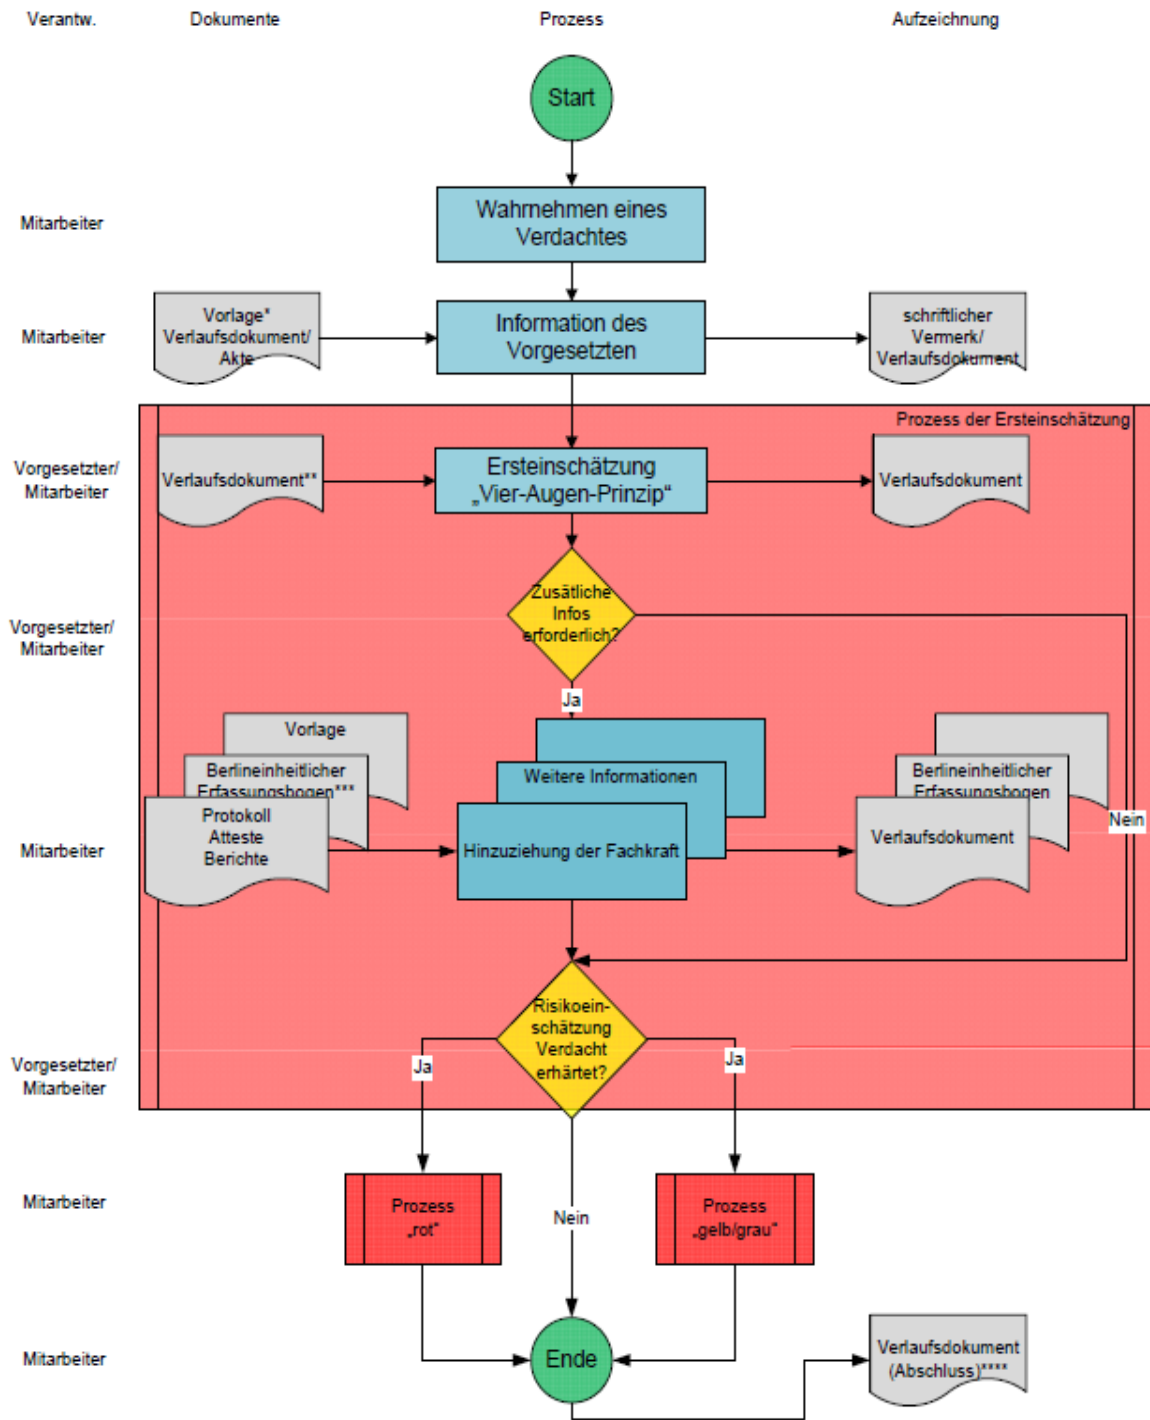 Verantw.
Dokumente
Prozess
Aufzeichnung
Start
Mitarbeiter
Wahrnehmen eines
Verdachtes
Mitarbeiter
Vorlage*
Verlaufsdokument/
Akte
Information des
Vorgesetzten
schriftlicher
Vermerk/
Verlaufsdokument
Prozess der Ersteinschätzung
Vorgesetzter/
Mitarbeiter
Verlaufsdokument**
Ersteinschätzung
„Vier-Augen-Prinzip“
Verlaufsdokument
Vorgesetzter/
Mitarbeiter
Zusätliche
Infos
erforderlich?
Ja
Nein
Mitarbeiter
Vorlage
Berlineinheitlicher
Erfassungsbogen***
Protokoll
Atteste
Berichte
Weitere Informationen
Hinzuziehung der Fachkraft
Berlineinheitlicher
Erfassungsbogen
Verlaufsdokument
Vorgesetzter/
Mitarbeiter
Risikoein-
schätzung
Verdacht
erhärtet?
Ja
Ja
Mitarbeiter
Prozess
„rot“
Nein
Prozess
„gelb/grau“
Mitarbeiter
Ende
Verlaufsdokument
(Abschluss)****